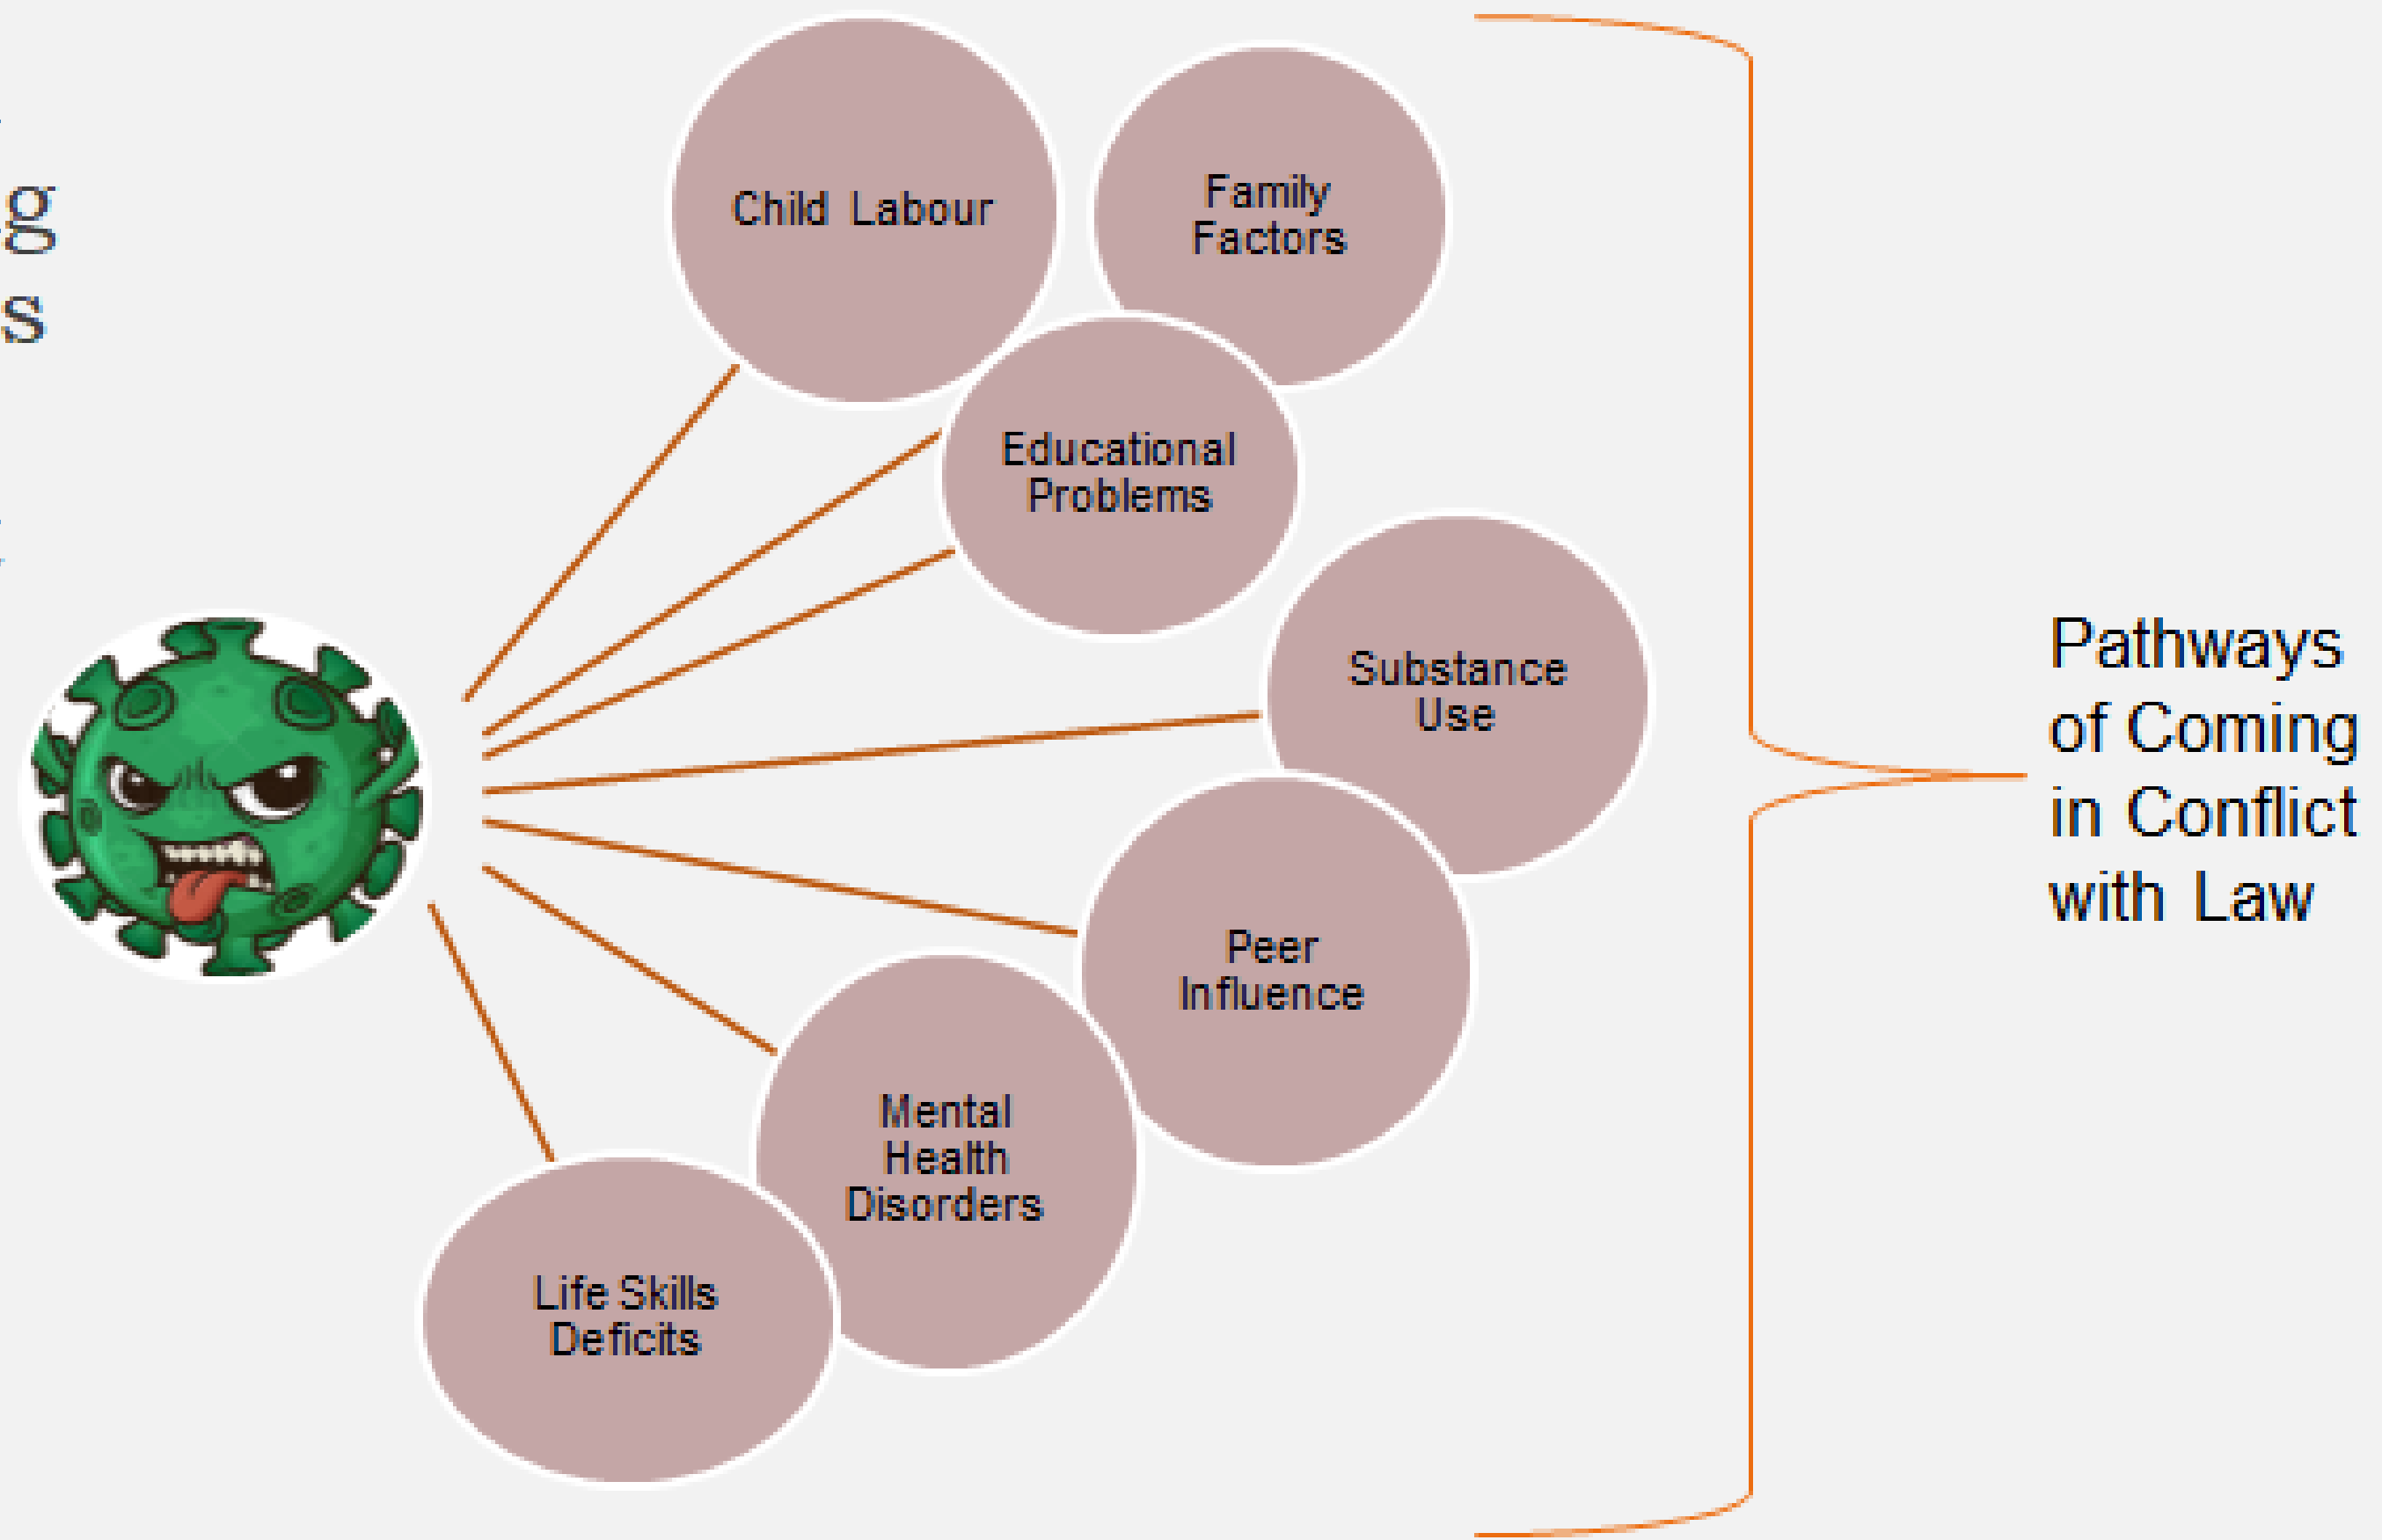 g
s
Child Labour
Family
Factors
Educational
Problems
Substance
Use
Peer
Influence
Mental
Health
Disorders
Life Skills
Deficits
Pathways
of Coming
in Conflict
with Law